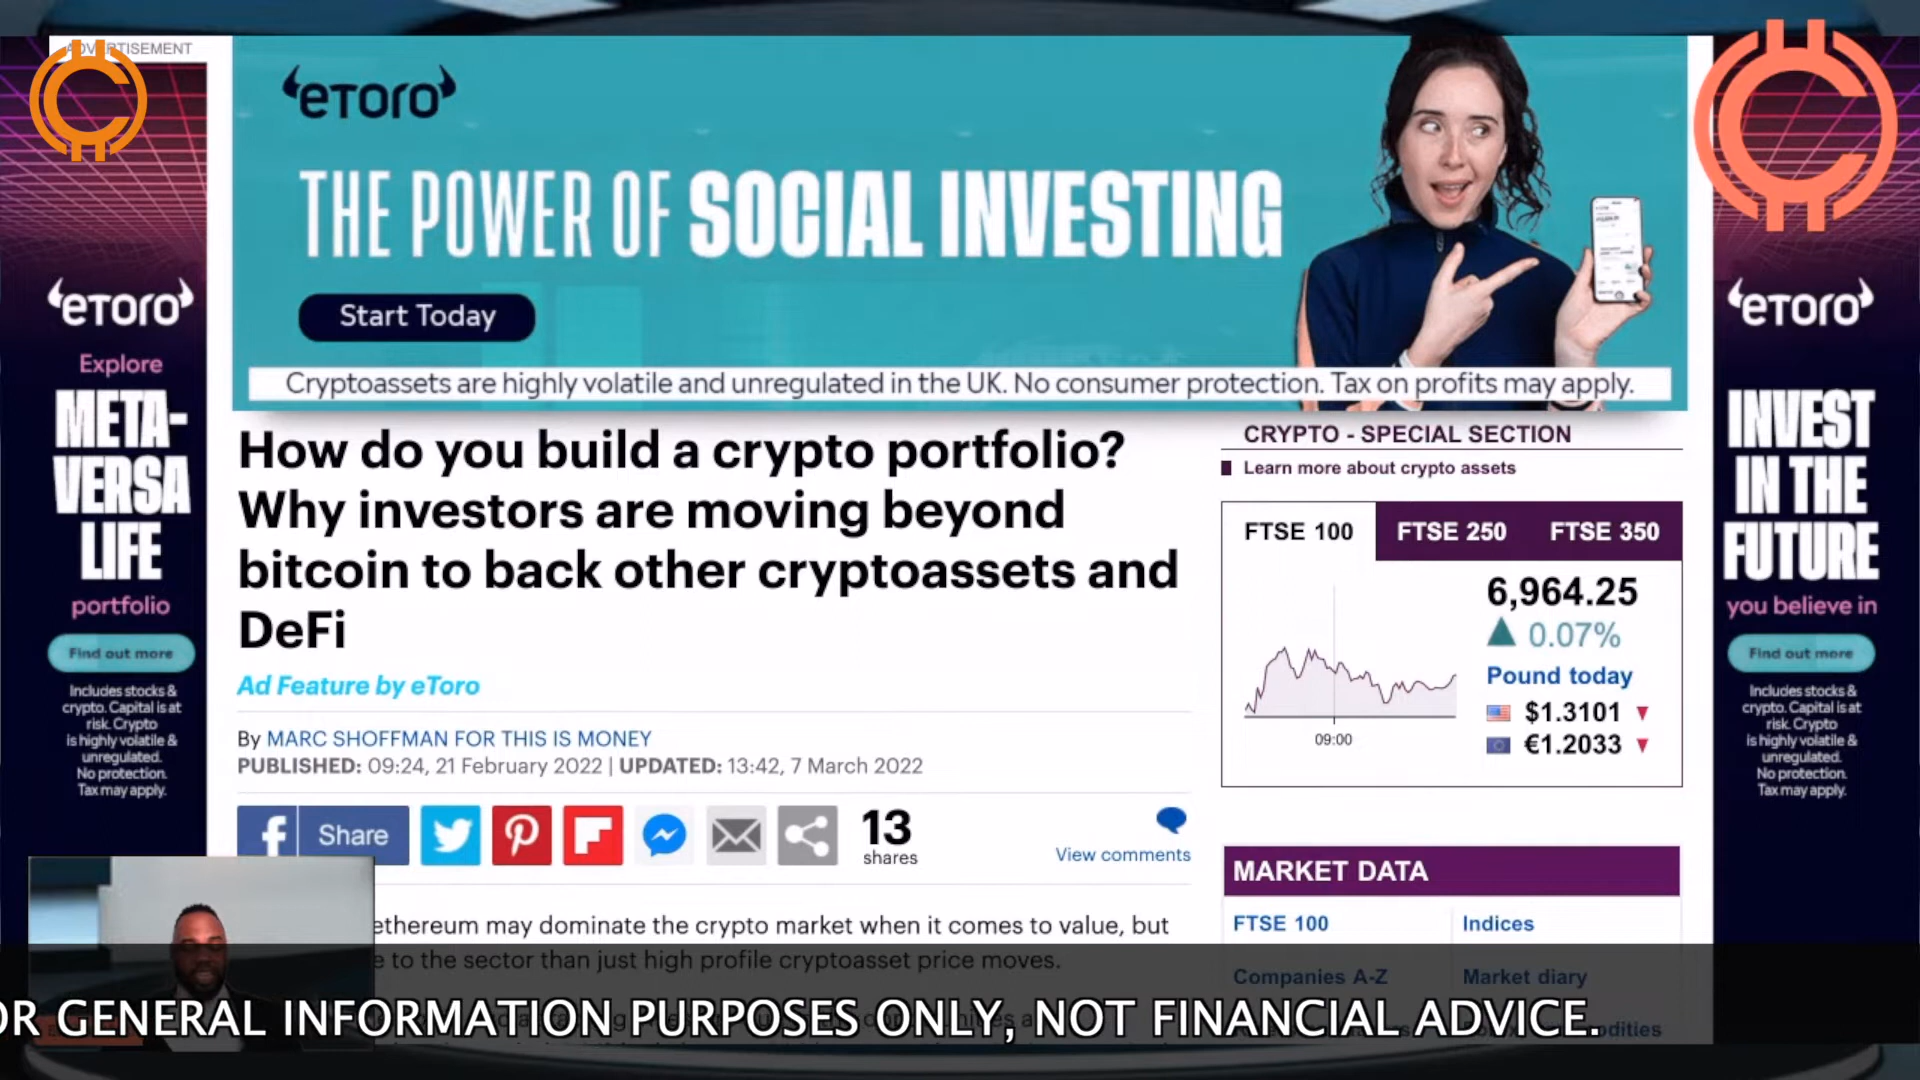 ADVERTISEMENT
eTORO
THE POWER OF SOCIAL INVESTING
Start Today
Cryptoassets are highly volatile and unregulated in the UK. No consumer protection. Tax on profits may apply.
eTORO
Explore
META-
VERSA
LIFE
portfolio
Find out more
Includes stocks &
crypto. Capital is at
risk. Crypto
is highly volatile &
unregulated.
No protection.
Tax may apply.
How do you build a crypto portfolio?
Why investors are moving beyond
bitcoin to back other cryptoassets and
DeFi
Ad Feature by eToro
By MARC SHOFFMAN FOR THIS IS MONEY
PUBLISHED: 09:24, 21 February 2022 | UPDATED: 13:42, 7 March 2022
Share
13
shares
View comments
ethereum may dominate the crypto market when it comes to value, but
e to the sector than just high profile cryptoasset price moves.
CRYPTO - SPECIAL SECTION
Learn more about crypto assets
FTSE 100 FTSE 250 FTSE 350
6,964.25
0.07%
Pound today
$1.3101
€1.2033
09:00
MARKET DATA
FTSE 100 Indices
Companies A-Z Market diary
eTORO
INVEST
IN THE
FUTURE
you believe in
Find out more
Includes stocks &
crypto. Capital is at
risk. Crypto
is highly volatile &
unregulated.
No protection.
Tax may apply.
OR GENERAL INFORMATION PURPOSES ONLY, NOT FINANCIAL ADVICE.